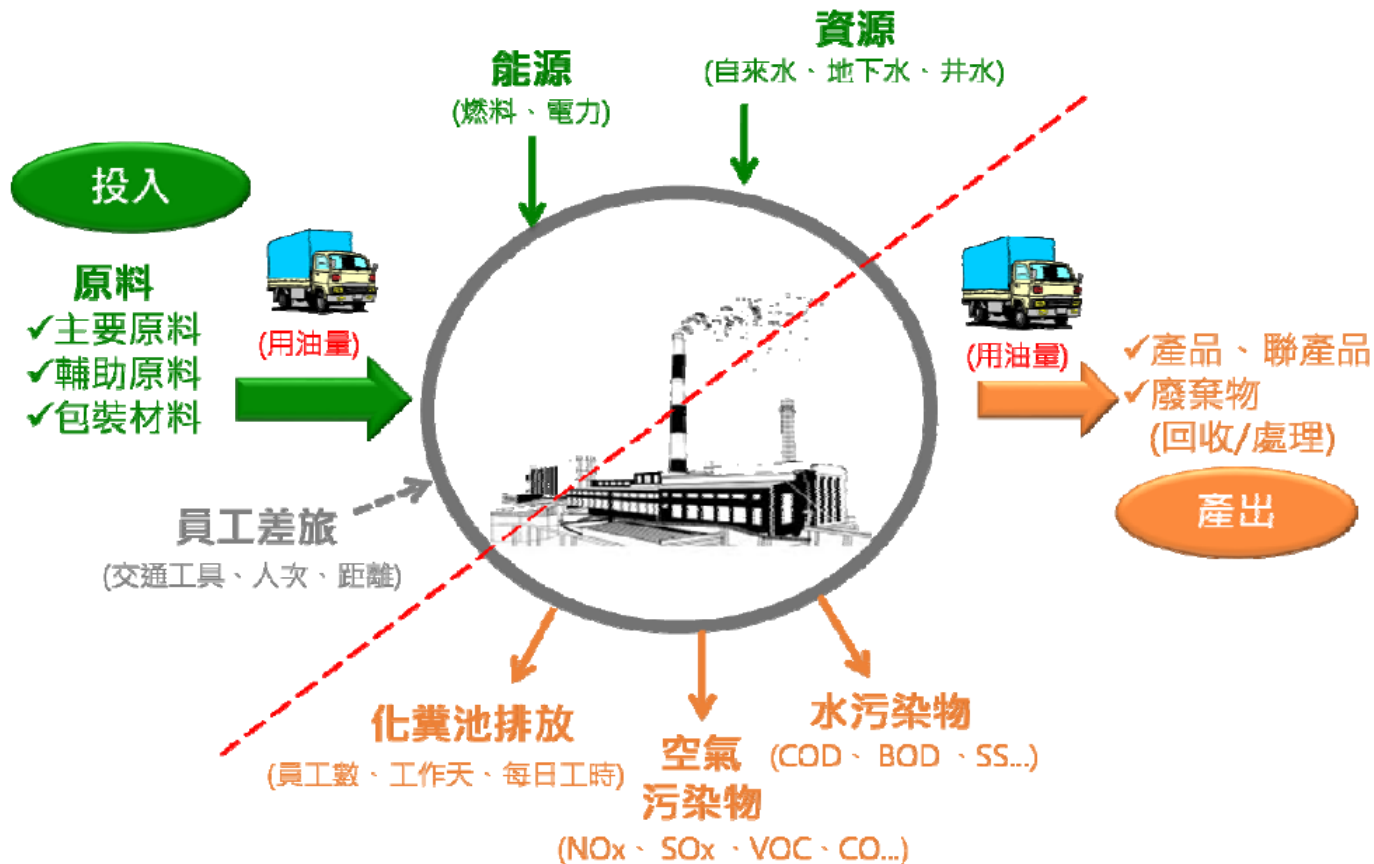 資源
(自來水、地下水、井水)
能源
(燃料、電力)
投入
原料
✓主要原料
✓輔助原料
✓包裝材料
(用油量)
(用油量)
✓產品、聯產品
✓廢棄物
(回收/處理)
產出
員工差旅
(交通工具、人次、距離)
化糞池排放
(員工數、工作天、每日工時)
空氣
污染物
(NOx、SOx、VOC、CO...)
水污染物
(COD、BOD、SS...)